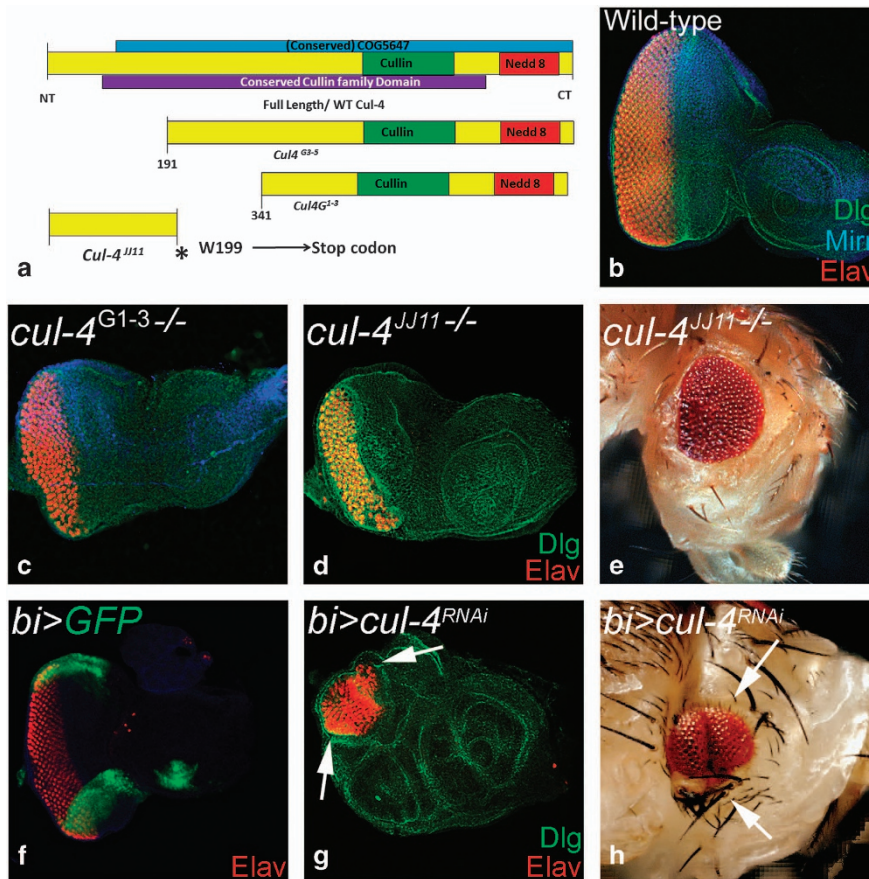 (Conserved) COG5647
Cullin
Nedd 8
NT
Conserved Cullin family Domain
CT
Full Length/ WT Cul-4
Cullin
Nedd 8
191
Cul4 G3-5
Cullin
Nedd 8
341
Cul4G1-3
Cul-4 JJ11
* W199 → Stop codon
a
Wild-type
Dlg
Mirr
Elav
b
cul-4G1-3 -/-
c
cul-4JJ11 -/-
Dlg
Elav
d
cul-4JJ11 -/-
e
bi>GFP
Elav
f
bi>cul-4RNAi
Dlg
Elav
g
bi>cul-4RNAi
h